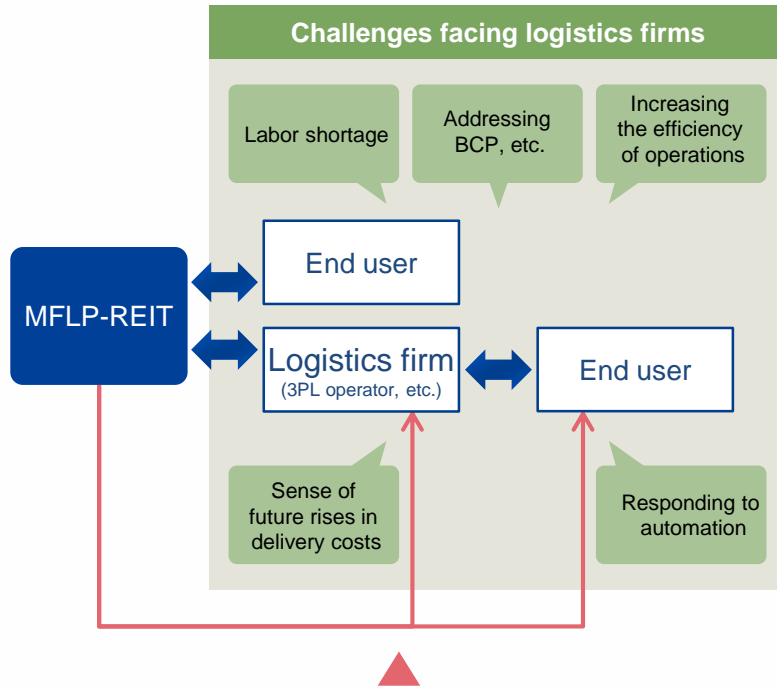 Challenges facing logistics firms
Labor shortage
Addressing
BCP, etc.
Increasing
the efficiency
of operations
MFLP-REIT
End user
Logistics firm
(3PL operator, etc.)
End user
Sense of
future rises in
delivery costs
Responding to
automation